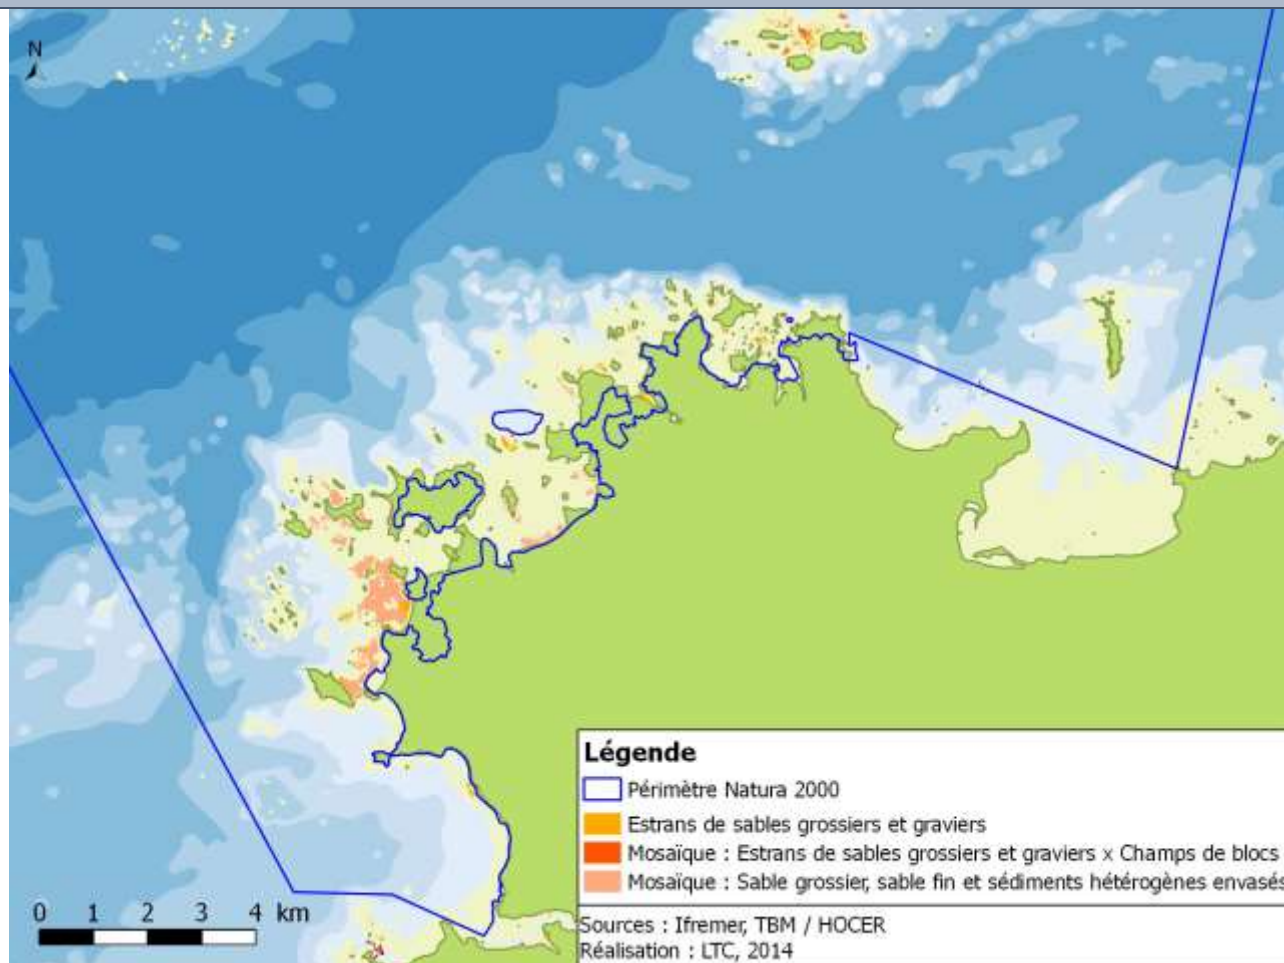 N
Légende
Périmètre Natura 2000
Estrans de sables grossiers et graviers
Mosaïque : Estrans de sables grossiers et graviers x Champs de blocs
Mosaïque : Sable grossier, sable fin et sédiments hétérogènes envasés
0 1 2 3 4 km
Sources : Ifremer, TBM / HOCER
Réalisation : LTC, 2014